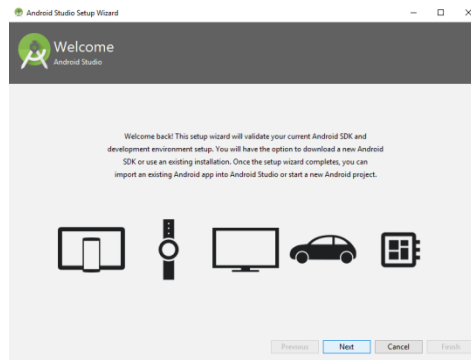 Android Studio Setup Wizard
Welcome
Android Studio
Welcome back! This setup wizard will validate your current Android SDK and
development environment setup. You will have the option to download a new Android
SDK or use an existing installation. Once the setup wizard completes, you can
import an existing Android app into Android Studio or start a new Android project.
Previous Next Cancel Finish